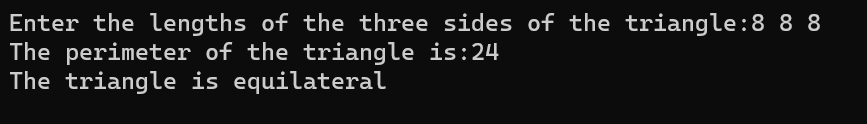 Enter the lengths of the three sides of the triangle:8 8 8
The perimeter of the triangle is:24
The triangle is equilateral